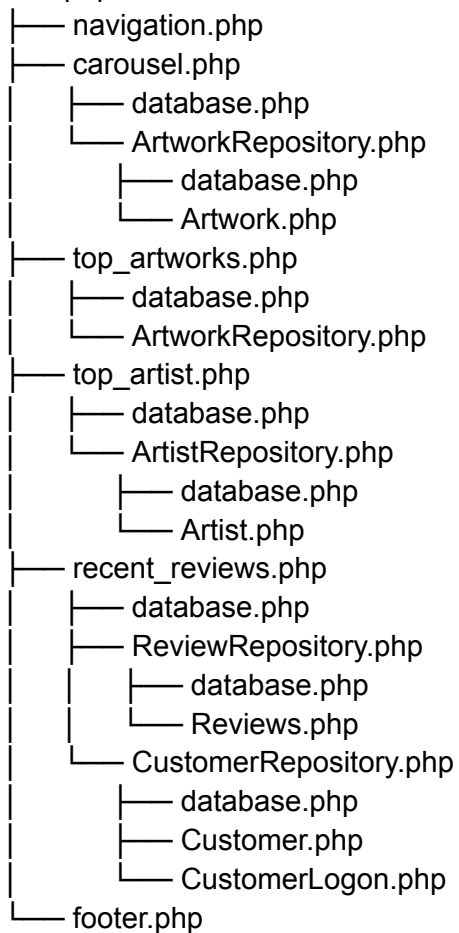 ├── navigation.php
├── carousel.php
│   ├── database.php
│   └── ArtworkRepository.php
│       ├── database.php
│       └── Artwork.php
├── top_artworks.php
│   ├── database.php
│   └── ArtworkRepository.php
├── top_artist.php
│   ├── database.php
│   └── ArtistRepository.php
│       ├── database.php
│       └── Artist.php
├── recent_reviews.php
│   ├── database.php
│   ├── ReviewRepository.php
│   │   ├── database.php
│   │   └── Reviews.php
│   └── CustomerRepository.php
│       ├── database.php
│       ├── Customer.php
│       └── CustomerLogon.php
└── footer.php